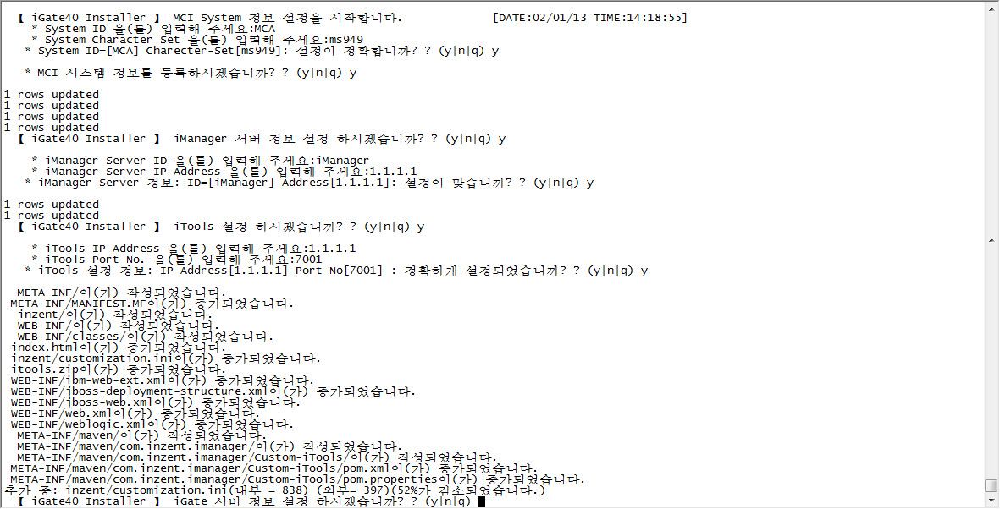 【 iGate40 Installer 】 MCI System 정보 설정을 시작합니다. [DATE:02/01/13 TIME:14:18:55]
* System ID 을(를) 입력해 주세요:MCA
* System Character Set 을(를) 입력해 주세요:ms949
* System ID=[MCA] Charecter-Set[ms949]: 설정이 정확합니까? ? (y|n|q) y
* MCI 시스템 정보를 등록하시겠습니까? ? (y|n|q) y
1 rows updated
1 rows updated
1 rows updated
1 rows updated
【 iGate40 Installer 】 iManager 서버 정보 설정 하시겠습니까? ? (y|n|q) y
* iManager Server ID 을(를) 입력해 주세요:iManager
* iManager Server IP Address 을(를) 입력해 주세요:1.1.1.1
* iManager Server 정보: ID=[iManager] Address[1.1.1.1]: 설정이 맞습니까? ? (y|n|q) y
1 rows updated
1 rows updated
【 iGate40 Installer 】 iTools 설정 하시겠습니까? ? (y|n|q) y
* iTools IP Address 을(를) 입력해 주세요:1.1.1.1
* iTools Port No. 을(를) 입력해 주세요:7001
* iTools 설정 정보: IP Address[1.1.1.1] Port No[7001] : 정확하게 설정되었습니까? ? (y|n|q) y
META-INF/이(가) 작성되었습니다.
META-INF/MANIFEST.MF이(가) 증가되었습니다.
inzent/이(가) 작성되었습니다.
WEB-INF/이(가) 작성되었습니다.
WEB-INF/classes/이(가) 작성되었습니다.
index.html이(가) 증가되었습니다.
inzent/customization.ini이(가) 증가되었습니다.
itools.zip이(가) 증가되었습니다.
WEB-INF/ibm-web-ext.xml이(가) 증가되었습니다.
WEB-INF/jboss-deployment-structure.xml이(가) 증가되었습니다.
WEB-INF/jboss-web.xml이(가) 증가되었습니다.
WEB-INF/web.xml이(가) 증가되었습니다.
WEB-INF/weblogic.xml이(가) 증가되었습니다.
META-INF/maven/이(가) 작성되었습니다.
META-INF/maven/com.inzent.imanager/이(가) 작성되었습니다.
META-INF/maven/com.inzent.imanager/Custom-iTools/이(가) 작성되었습니다.
META-INF/maven/com.inzent.imanager/Custom-iTools/pom.xml이(가) 증가되었습니다.
META-INF/maven/com.inzent.imanager/Custom-iTools/pom.properties이(가) 증가되었습니다.
추가 중: inzent/customization.ini(내부 = 838) (외부= 397)(52%가 감소되었습니다.)
【 iGate40 Installer 】 iGate 서버 정보 설정 하시겠습니까? ? (y|n|q)